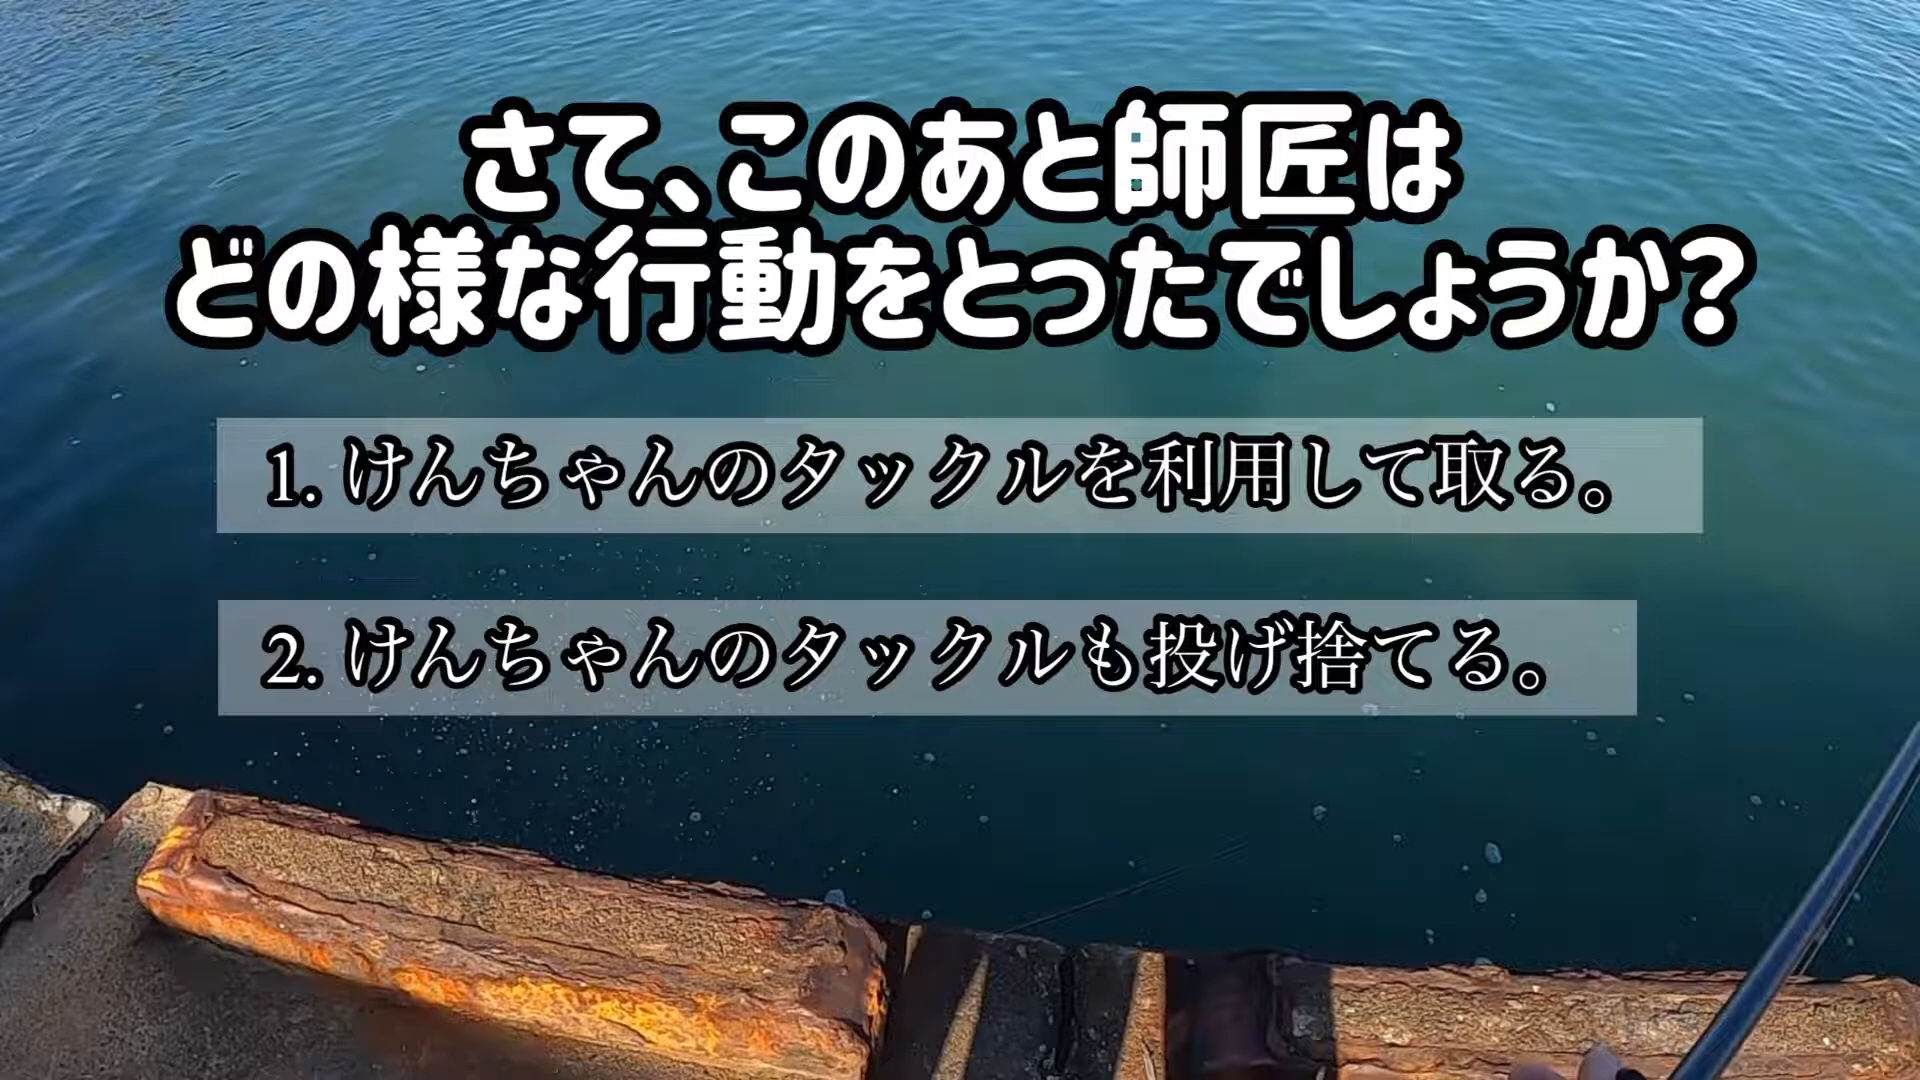 さて、このあと師匠は
どの様な行動をとったでしょうか?
1. けんちゃんのタックルを利用して取る。
2. けんちゃんのタックルも投げ捨てる。